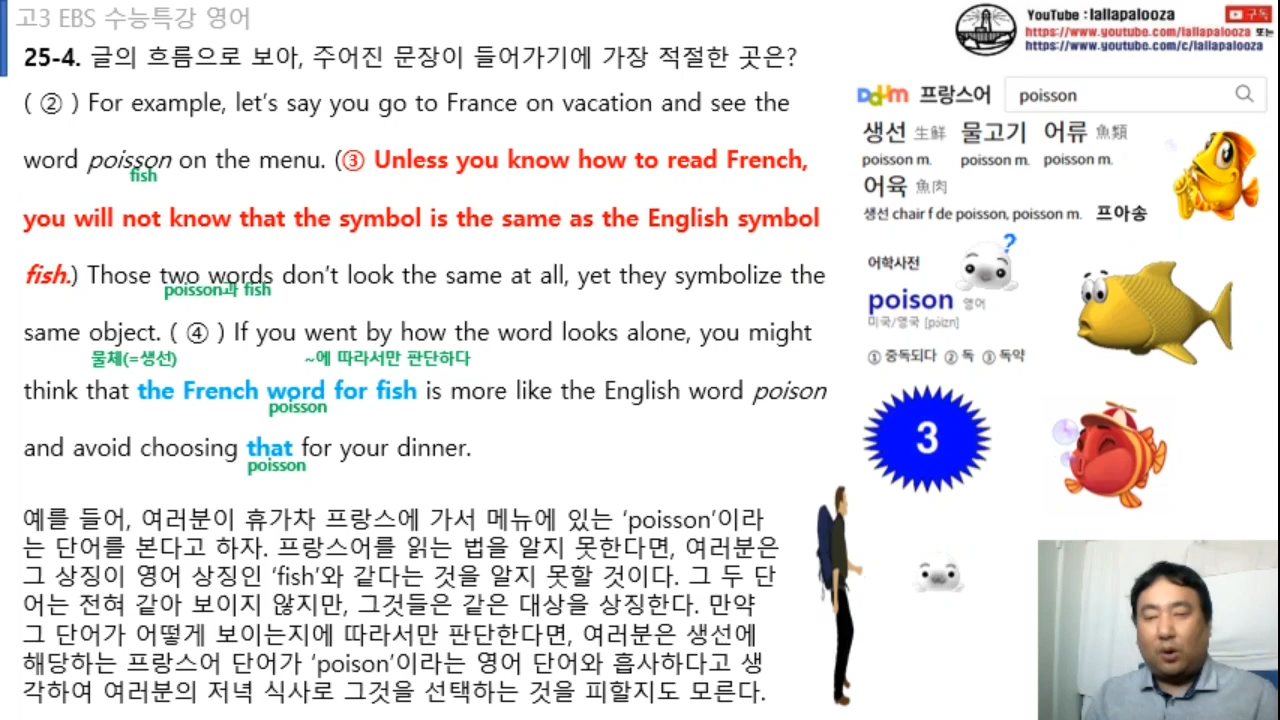 고3 EBS 수능특강 영어
YouTube : lallapalooza
구독
https://www.youtube.com/lallapalooza 또는
https://www.youtube.com/c/lallapalooza
25-4. 글의 흐름으로 보아, 주어진 문장이 들어가기에 가장 적절한 곳은?
( ② ) For example, let's say you go to France on vacation and see the
word poisson on the menu. (③ Unless you know how to read French,
fish
you will not know that the symbol is the same as the English symbol
fish.) Those two words don't look the same at all, yet they symbolize the
poisson과 fish
same object. ( ④ ) If you went by how the word looks alone, you might
물체(=생선) ~에 따라서만 판단하다
think that the French word for fish is more like the English word poison
poisson
and avoid choosing that for your dinner.
poisson
예를 들어, 여러분이 휴가차 프랑스에 가서 메뉴에 있는 ‘poisson’이라
는 단어를 본다고 하자. 프랑스어를 읽는 법을 알지 못한다면, 여러분은
그 상징이 영어 상징인 ‘fish’와 같다는 것을 알지 못할 것이다. 그 두 단
어는 전혀 같아 보이지 않지만, 그것들은 같은 대상을 상징한다. 만약
그 단어가 어떻게 보이는지에 따라서만 판단한다면, 여러분은 생선에
해당하는 프랑스어 단어가 ‘poison’이라는 영어 단어와 흡사하다고 생
각하여 여러분의 저녁 식사로 그것을 선택하는 것을 피할지도 모른다.
Daum 프랑스어 poisson
생선 生鮮 물고기 어류 魚類
poisson m. poisson m. poisson m.
어육 魚肉
생선 chair f de poisson, poisson m. 프아송
?
어학사전
poison 영어
미국/영국 [pɔ́izn]
① 중독되다 ② 독 ③ 독약
3